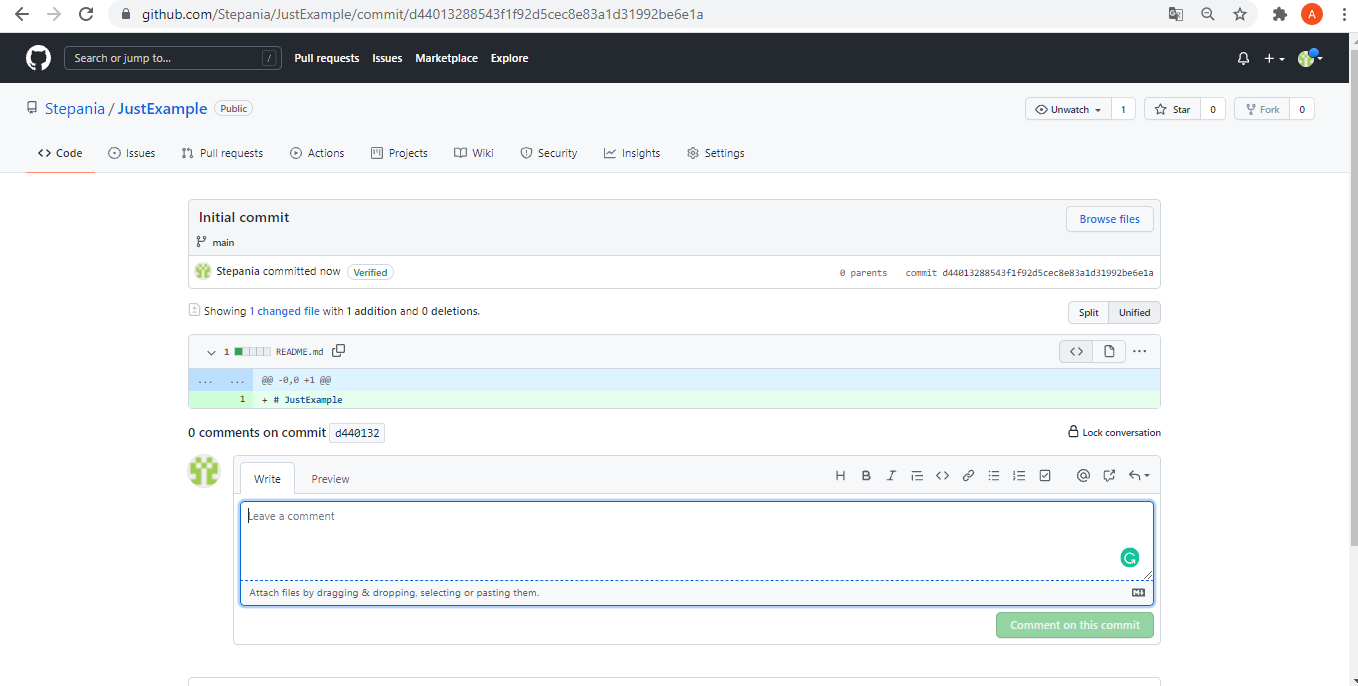 github.com/Stepania/JustExample/commit/d44013288543f1f92d5cec8e83a1d31992be6e1a
A
Search or jump to... /
Pull requests Issues Marketplace Explore
Stepania / JustExample Public
Unwatch 1 Star 0 Fork 0
Code Issues Pull requests Actions Projects Wiki Security Insights Settings
Initial commit
Browse files
main
Stepania committed now Verified
0 parents commit d44013288543f1f92d5cec8e83a1d31992be6e1a
Showing 1 changed file with 1 addition and 0 deletions.
Split Unified
1 README.md
... ... @@ -0,0 +1 @@
1 + # JustExample
0 comments on commit d440132
Lock conversation
Write Preview
H B I
Leave a comment
G
Attach files by dragging & dropping, selecting or pasting them.
Comment on this commit